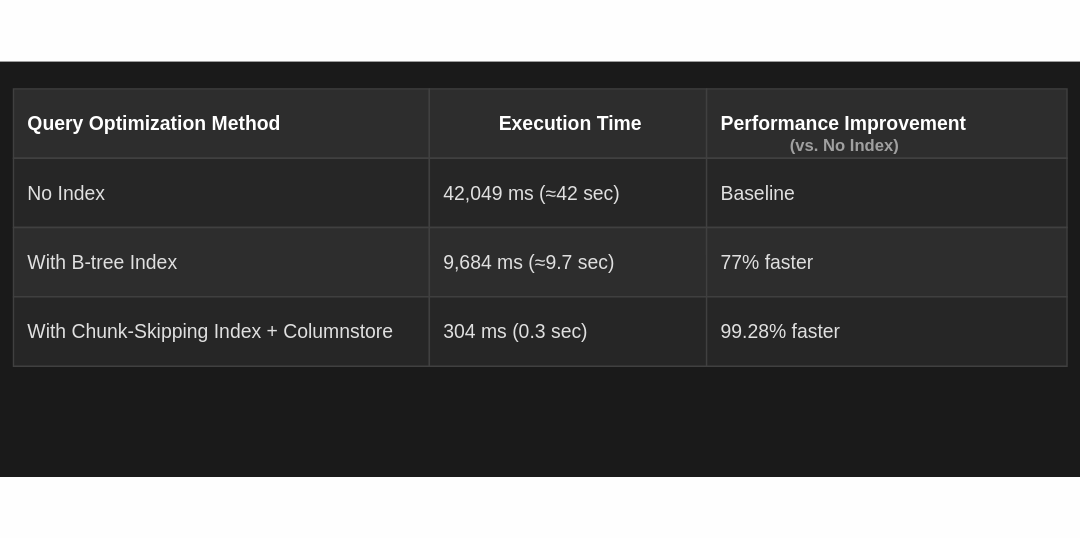 Query Optimization Method
Execution Time
Performance Improvement
(vs. No Index)
No Index
42,049 ms (≈42 sec)
Baseline
With B-tree Index
9,684 ms (≈9.7 sec)
77% faster
With Chunk-Skipping Index + Columnstore
304 ms (0.3 sec)
99.28% faster